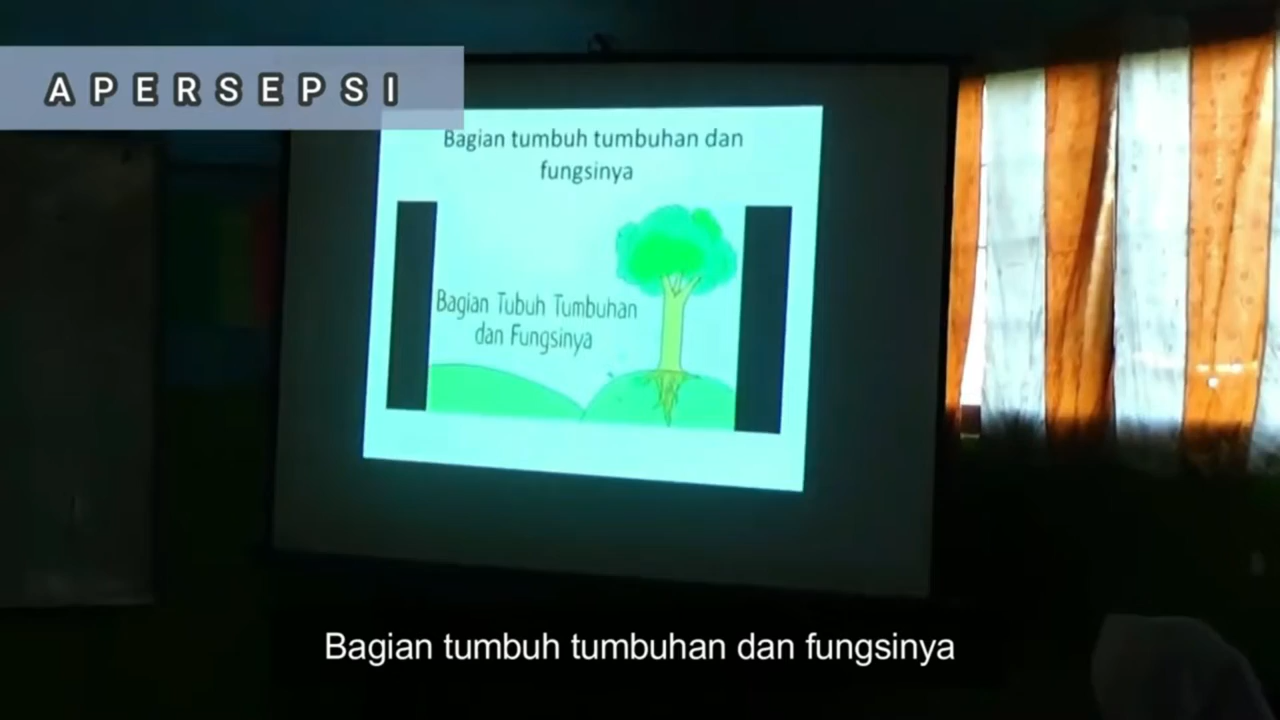 APERSEPSI
Bagian tumbuh tumbuhan dan
fungsinya
Bagian Tubuh Tumbuhan
dan Fungsinya
Bagian tumbuh tumbuhan dan fungsinya